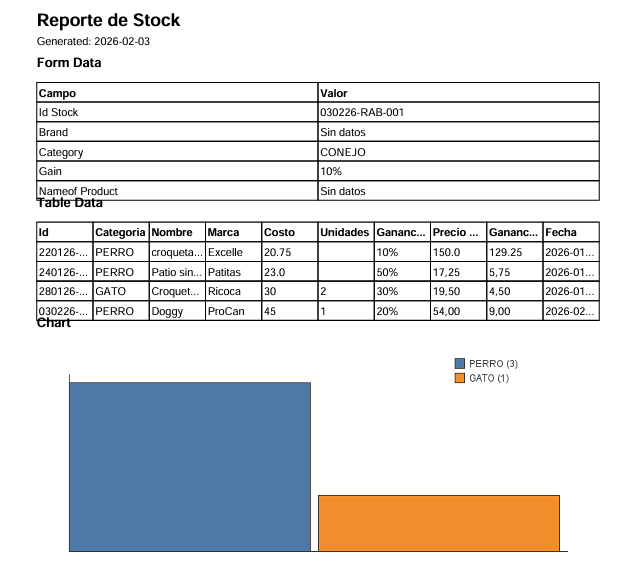 Reporte de Stock
Generated: 2026-02-03
Form Data
Campo Valor
Id Stock 030226-RAB-001
Brand Sin datos
Category CONEJO
Gain 10%
Nameof Product Sin datos
Table Data
Id Categoria Nombre Marca Costo Unidades Gananc... Precio ... Gananc... Fecha
220126-... PERRO croqueta... Excelle 20.75 10% 150.0 129.25 2026-01...
240126-... PERRO Patio sin... Patitas 23.0 50% 17,25 5,75 2026-01...
280126-... GATO Croquet... Ricoca 30 2 30% 19,50 4,50 2026-01...
030226-... PERRO Doggy ProCan 45 1 20% 54,00 9,00 2026-02...
Chart
PERRO (3)
GATO (1)